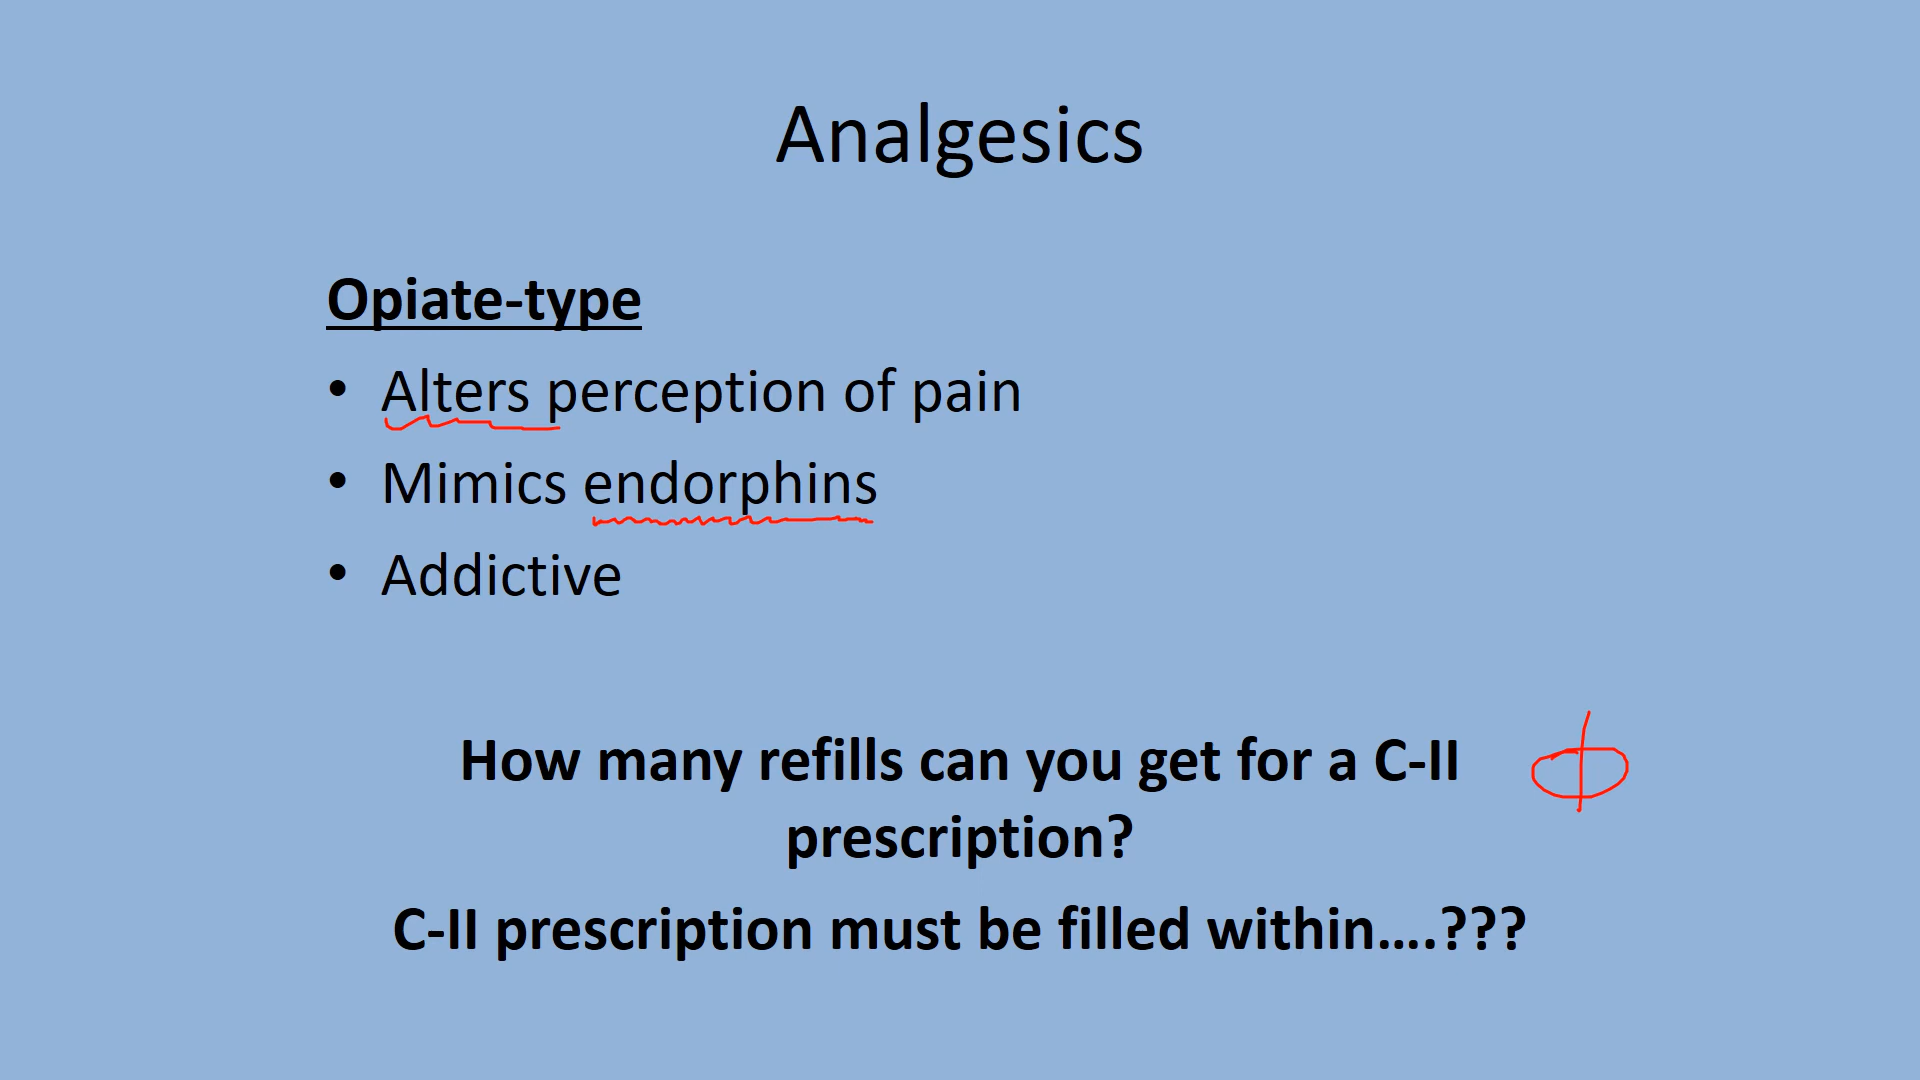 Analgesics
Opiate-type
• Alters perception of pain
• Mimics endorphins
• Addictive
How many refills can you get for a C-II
prescription?
C-II prescription must be filled within....???